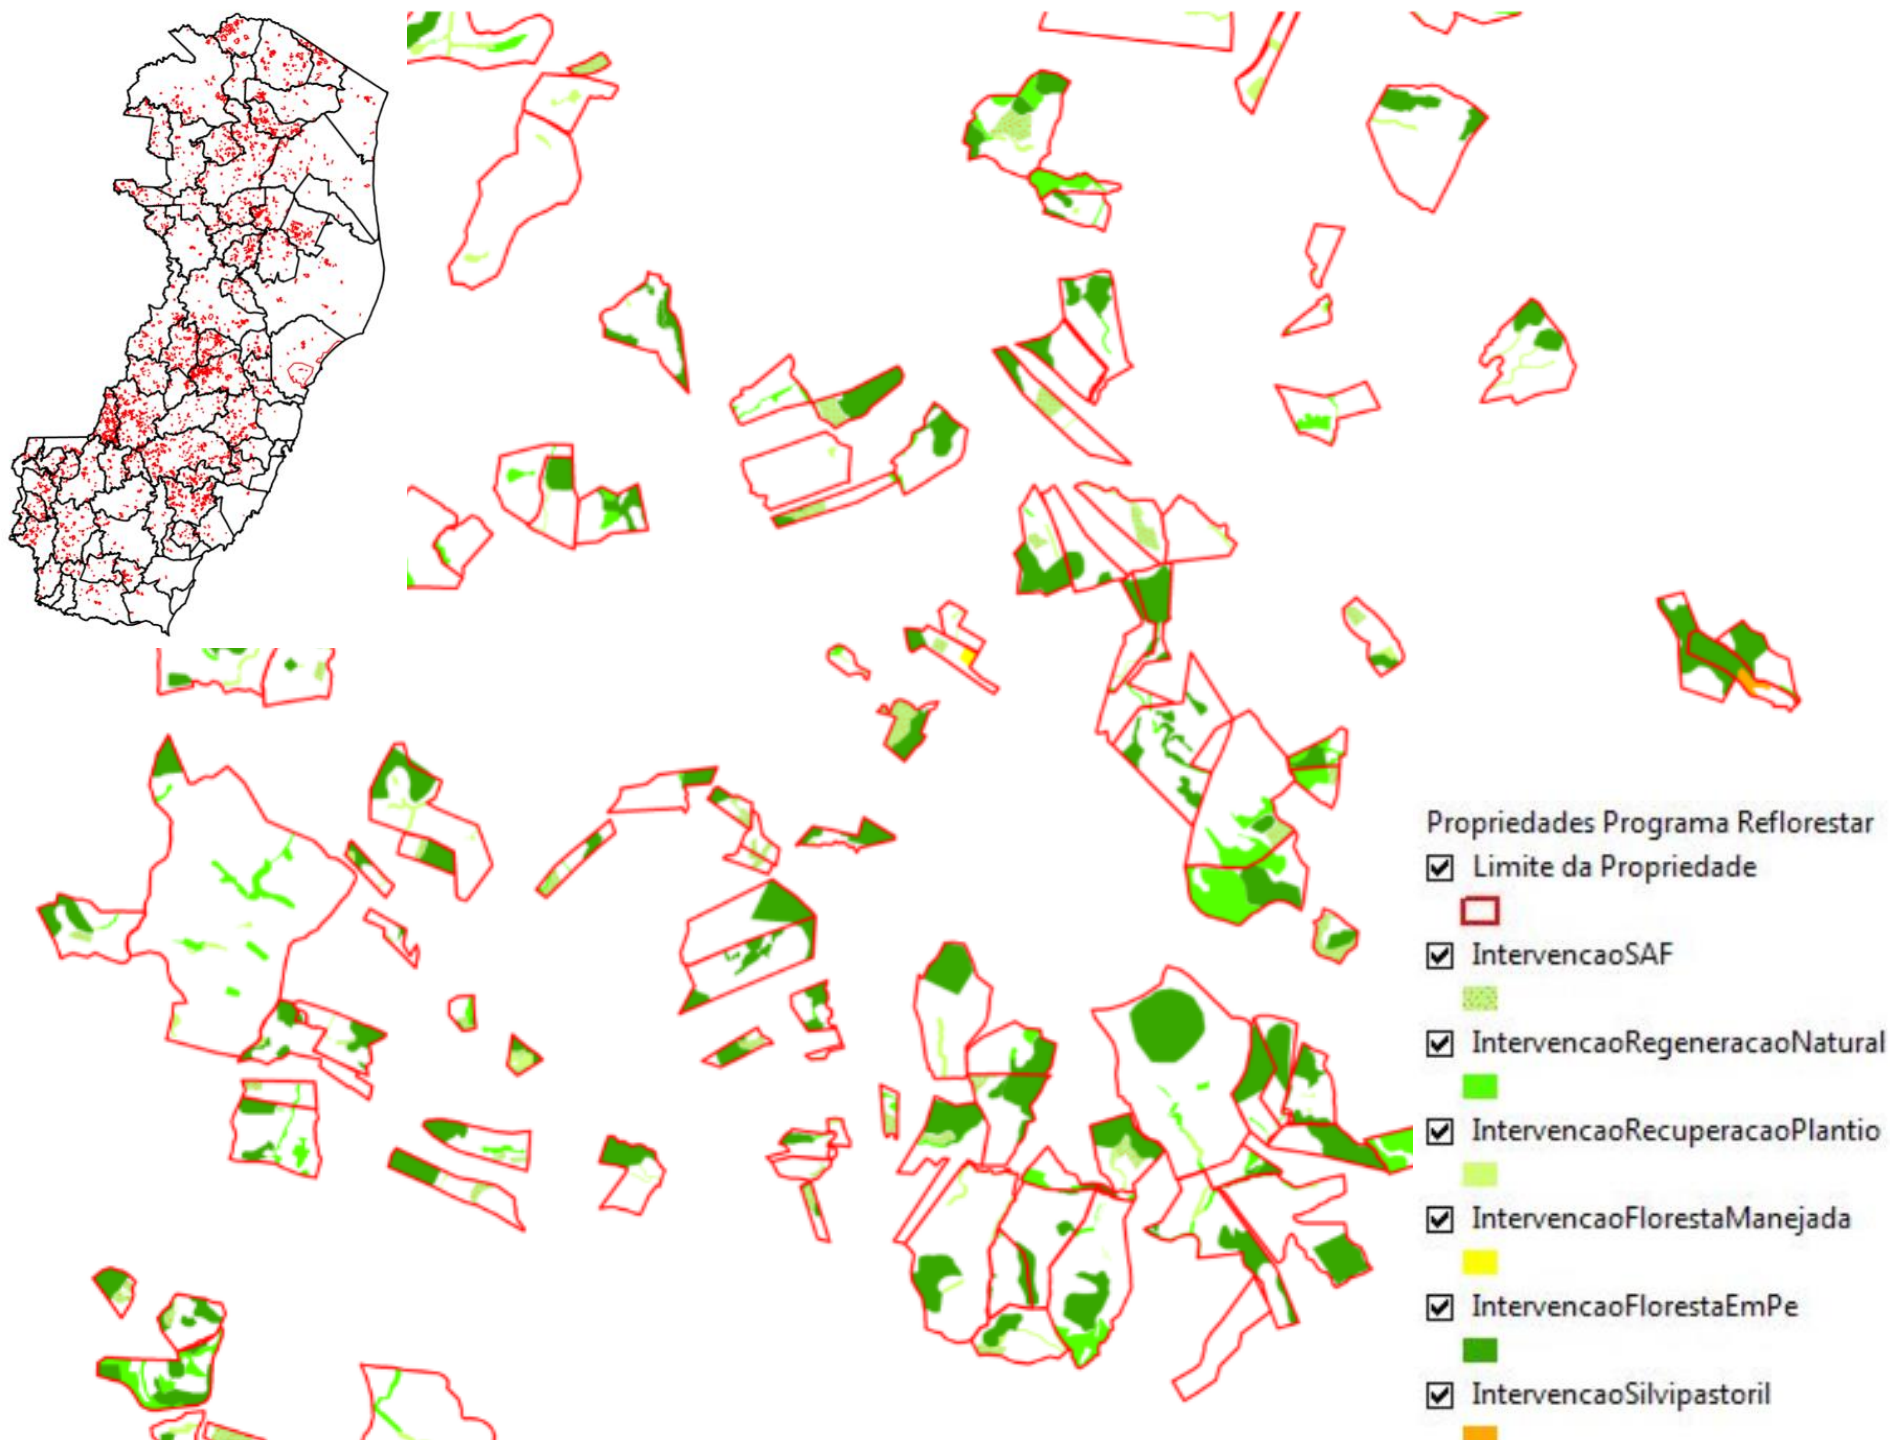 Propriedades Programa Reflorestar
Limite da Propriedade
IntervencaoSAF
IntervencaoRegeneracaoNatural
IntervencaoRecuperacaoPlantio
IntervencaoFlorestaManejada
IntervencaoFlorestaEmPe
IntervencaoSilvipastoril